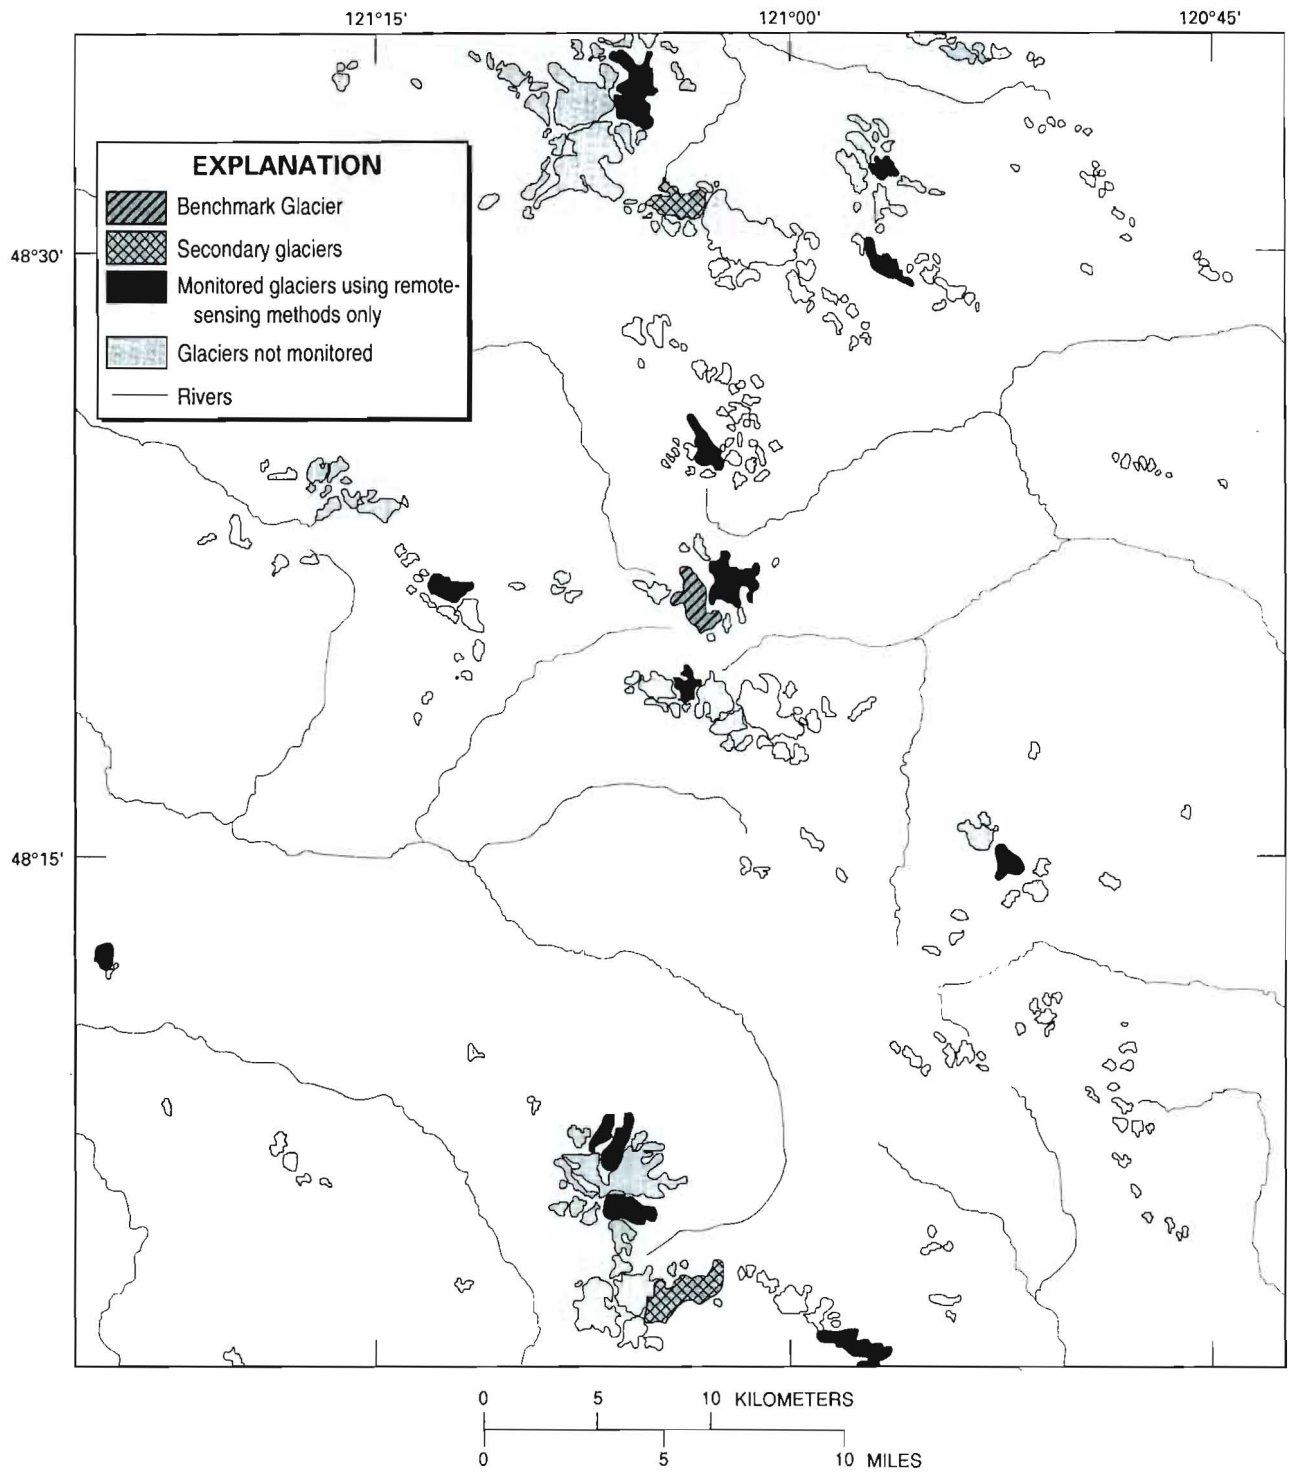 121°15' 121°00' 120°45'
EXPLANATION
Benchmark Glacier
Secondary glaciers
48°30'
Monitored glaciers using remote-
sensing methods only
Glaciers not monitored
Rivers
48°15'
0 5 10 KILOMETERS
0 5 10 MILES